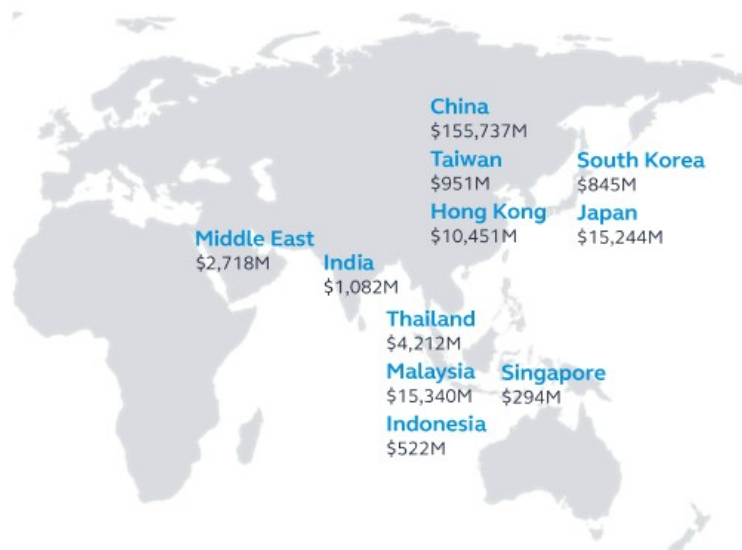 China
$155,737M
Taiwan
$951M
South Korea
$845M
Hong Kong
$10,451M
Japan
$15,244M
Middle East
$2,718M
India
$1,082M
Thailand
$4,212M
Malaysia
$15,340M
Singapore
$294M
Indonesia
$522M